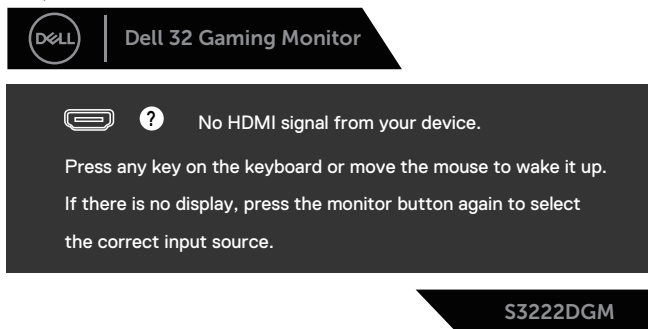 DELL
Dell 32 Gaming Monitor
? No HDMI signal from your device.
Press any key on the keyboard or move the mouse to wake it up.
If there is no display, press the monitor button again to select
the correct input source.
S3222DGM